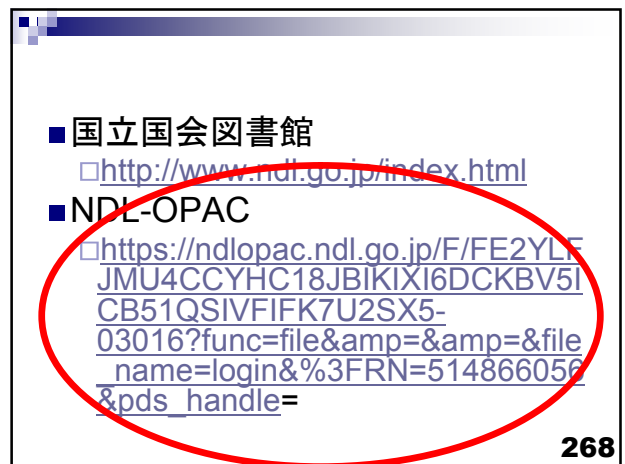 国立国会図書館
http://www.ndl.go.jp/index.html
NDL-OPAC
https://ndlopac.ndl.go.jp/F/FE2YLF
JMU4CCYHC18JBIKIXI6DCKBV5I
CB51QSIVFIFK7U2SX5-
03016?func=file&amp=&amp=&file
_name=login&%3FRN=514866056
&pds_handle=
268